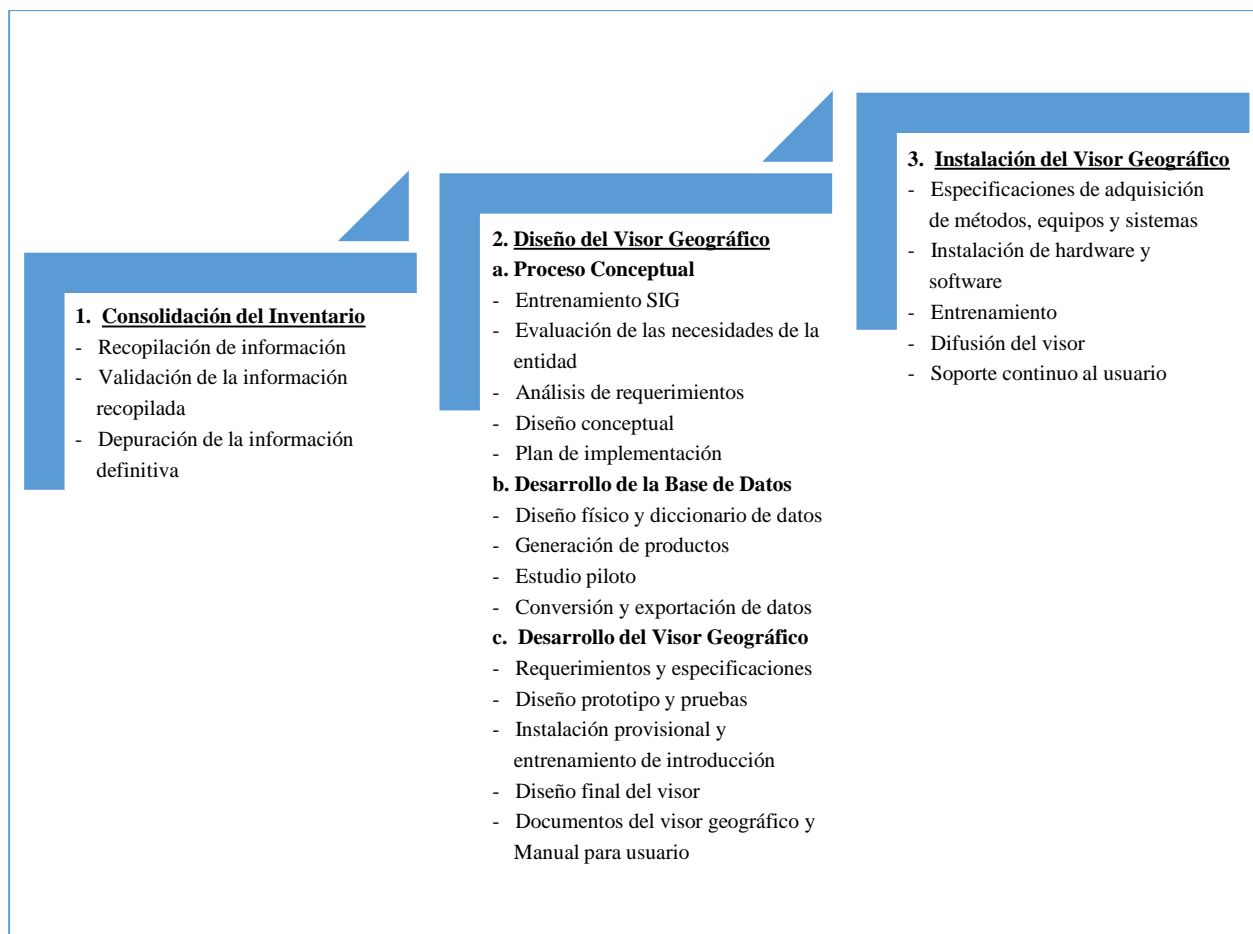 1. Consolidación del Inventario
- Recopilación de información
- Validación de la información
recopilada
- Depuración de la información
definitiva
2. Diseño del Visor Geográfico
a. Proceso Conceptual
- Entrenamiento SIG
- Evaluación de las necesidades de la
entidad
- Análisis de requerimientos
- Diseño conceptual
- Plan de implementación
b. Desarrollo de la Base de Datos
- Diseño físico y diccionario de datos
- Generación de productos
- Estudio piloto
- Conversión y exportación de datos
c. Desarrollo del Visor Geográfico
- Requerimientos y especificaciones
- Diseño prototipo y pruebas
- Instalación provisional y
entrenamiento de introducción
- Diseño final del visor
- Documentos del visor geográfico y
Manual para usuario
3. Instalación del Visor Geográfico
- Especificaciones de adquisición
de métodos, equipos y sistemas
- Instalación de hardware y
software
- Entrenamiento
- Difusión del visor
- Soporte continuo al usuario